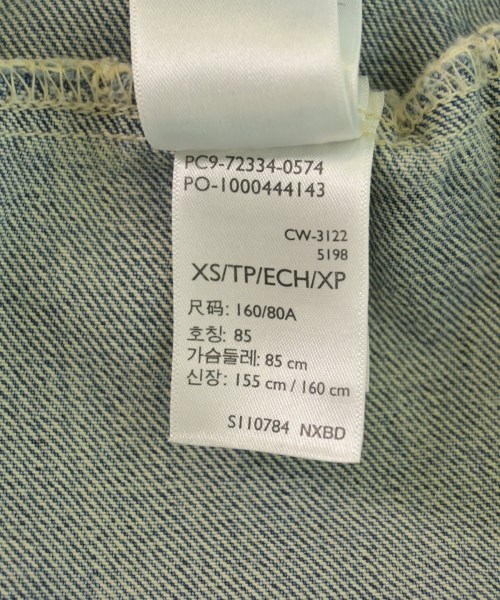 PC9-72334-0574
PO-1000444143
CW-3122
5198
XS/TP/ECH/XP
尺码: 160/80A
호칭: 85
가슴둘레: 85 cm
신장: 155 cm / 160 cm
S110784 NXBD